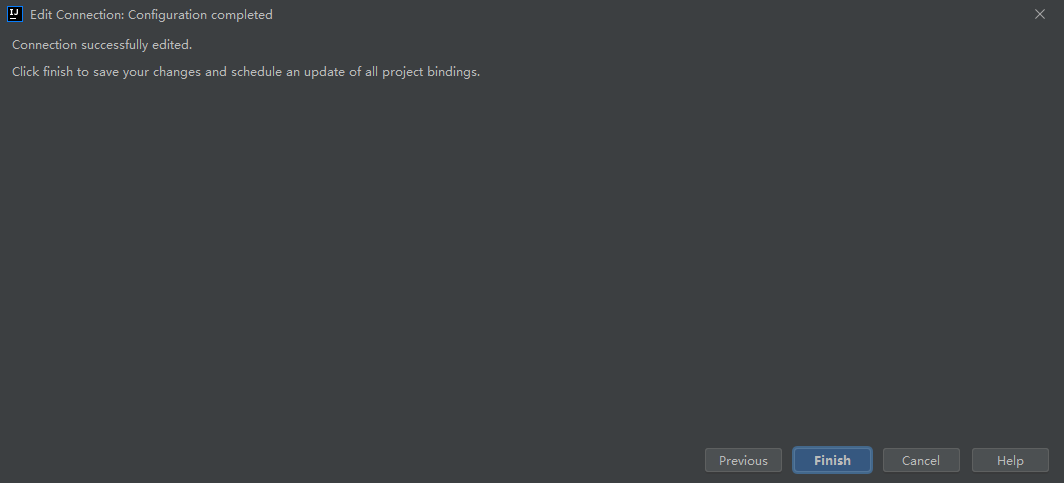 IJ Edit Connection: Configuration completed
Connection successfully edited.
Click finish to save your changes and schedule an update of all project bindings.
Previous Finish Cancel Help